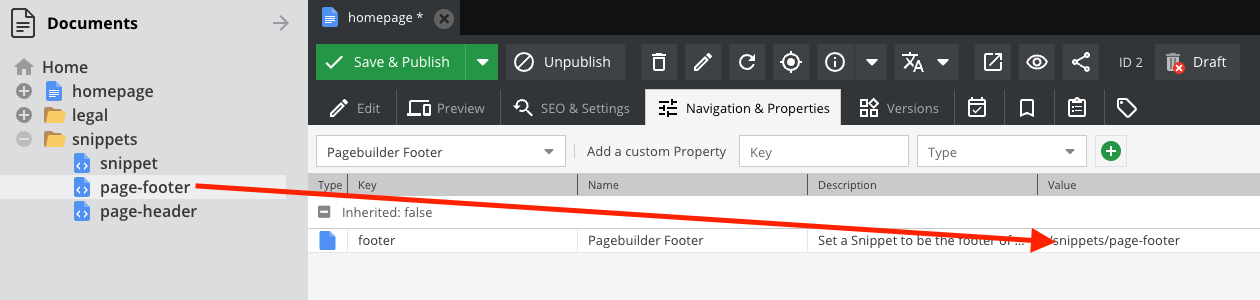 Documents
Home
homepage
legal
snippets
snippet
page-footer
page-header
homepage *
Save & Publish
Unpublish
ID 2
Draft
Edit
Preview
SEO & Settings
Navigation & Properties
Versions
Pagebuilder Footer
Add a custom Property
Key
Type
Type Key Name Description Value
Inherited: false
footer Pagebuilder Footer Set a Snippet to be the footer of ... /snippets/page-footer